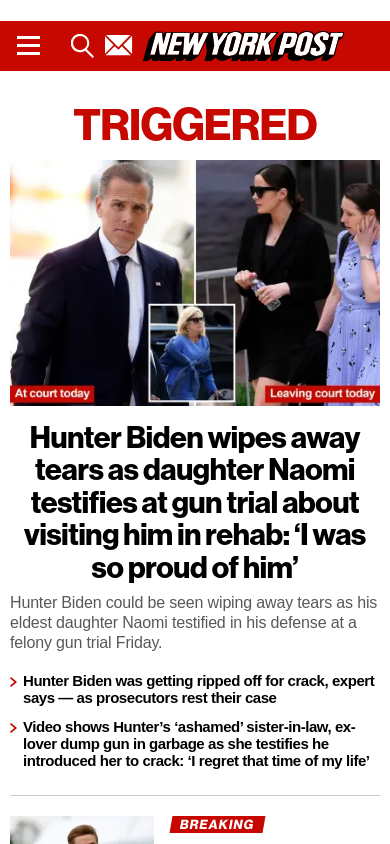 NEW YORK POST
TRIGGERED
At court today
Leaving court today
Hunter Biden wipes away
tears as daughter Naomi
testifies at gun trial about
visiting him in rehab: ‘I was
so proud of him’
Hunter Biden could be seen wiping away tears as his
eldest daughter Naomi testified in his defense at a
felony gun trial Friday.
Hunter Biden was getting ripped off for crack, expert
says — as prosecutors rest their case
Video shows Hunter’s ‘ashamed’ sister-in-law, ex-
lover dump gun in garbage as she testifies he
introduced her to crack: ‘I regret that time of my life’
BREAKING